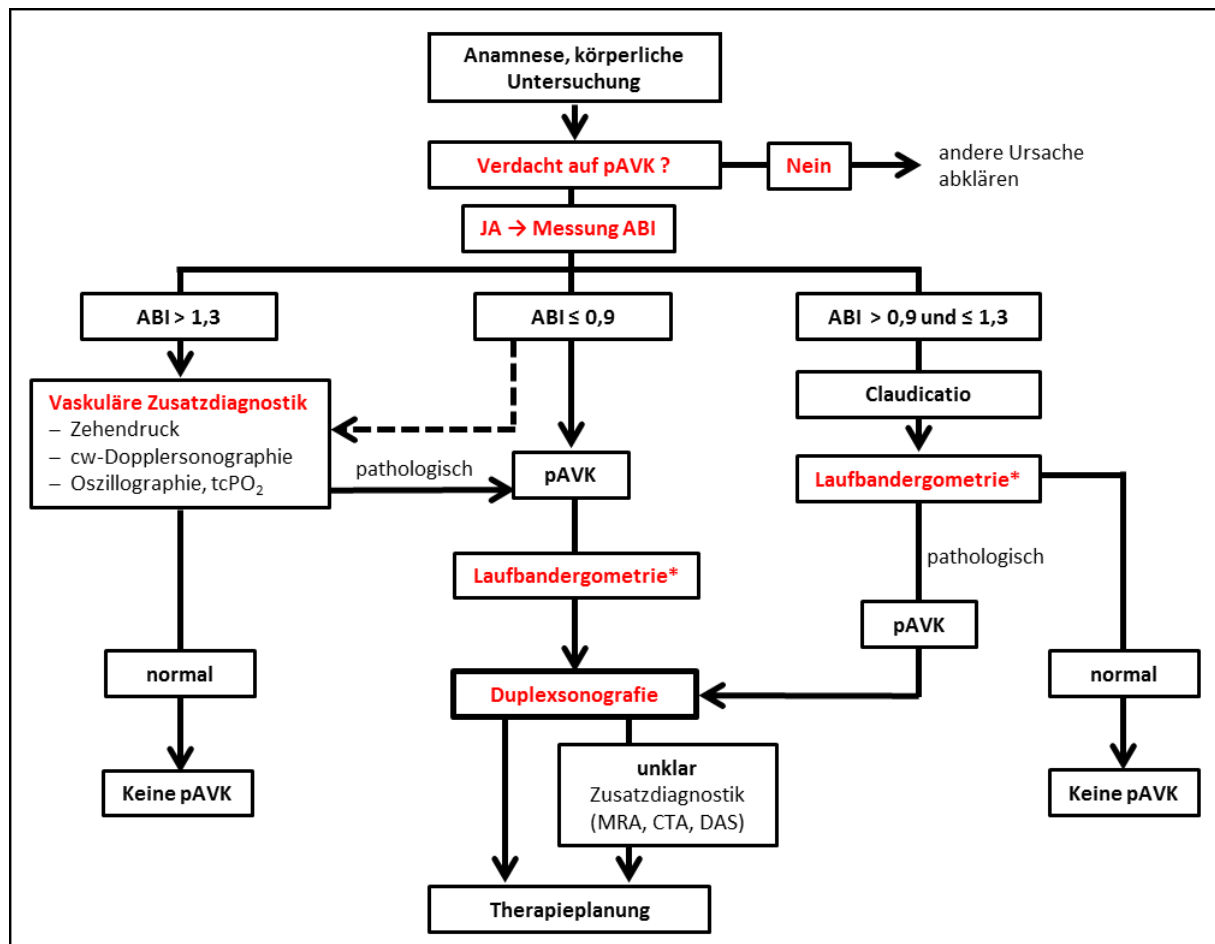 Anamnese, körperliche
Untersuchung
Verdacht auf pAVK ?
Nein
andere Ursache
abklären
JA → Messung ABI
ABI > 1,3
ABI ≤ 0,9
ABI > 0,9 und ≤ 1,3
Vaskuläre Zusatzdiagnostik
– Zehendruck
– cw-Dopplersonographie
– Oszillographie, tcPO₂
pathologisch
pAVK
Claudicatio
Laufbandergometrie*
Laufbandergometrie*
pathologisch
pAVK
normal
Duplexsonografie
normal
unklar
Zusatzdiagnostik
(MRA, CTA, DAS)
Keine pAVK
Keine pAVK
Therapieplanung